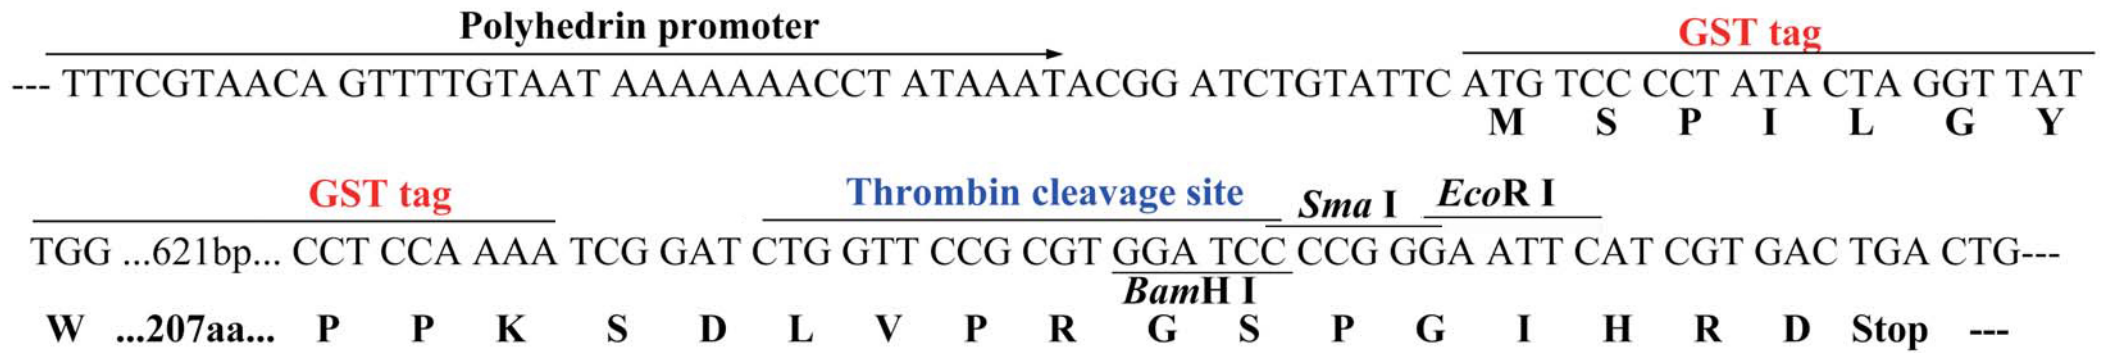 Polyhedrin promoter GST tag
--- TTTCGTAACA GTTTTGTAAT AAAAAAACCT ATAAATACGG ATCTGTATTC ATG TCC CCT ATA CTA GGT TAT
M S P I L G Y
GST tag Thrombin cleavage site Sma I EcoR I
TGG ...621bp... CCT CCA AAA TCG GAT CTG GTT CCG CGT GGA TCC CCG GGA ATT CAT CGT GAC TGA CTG---
BamH I
W ...207aa... P P K S D L V P R G S P G I H R D Stop ---